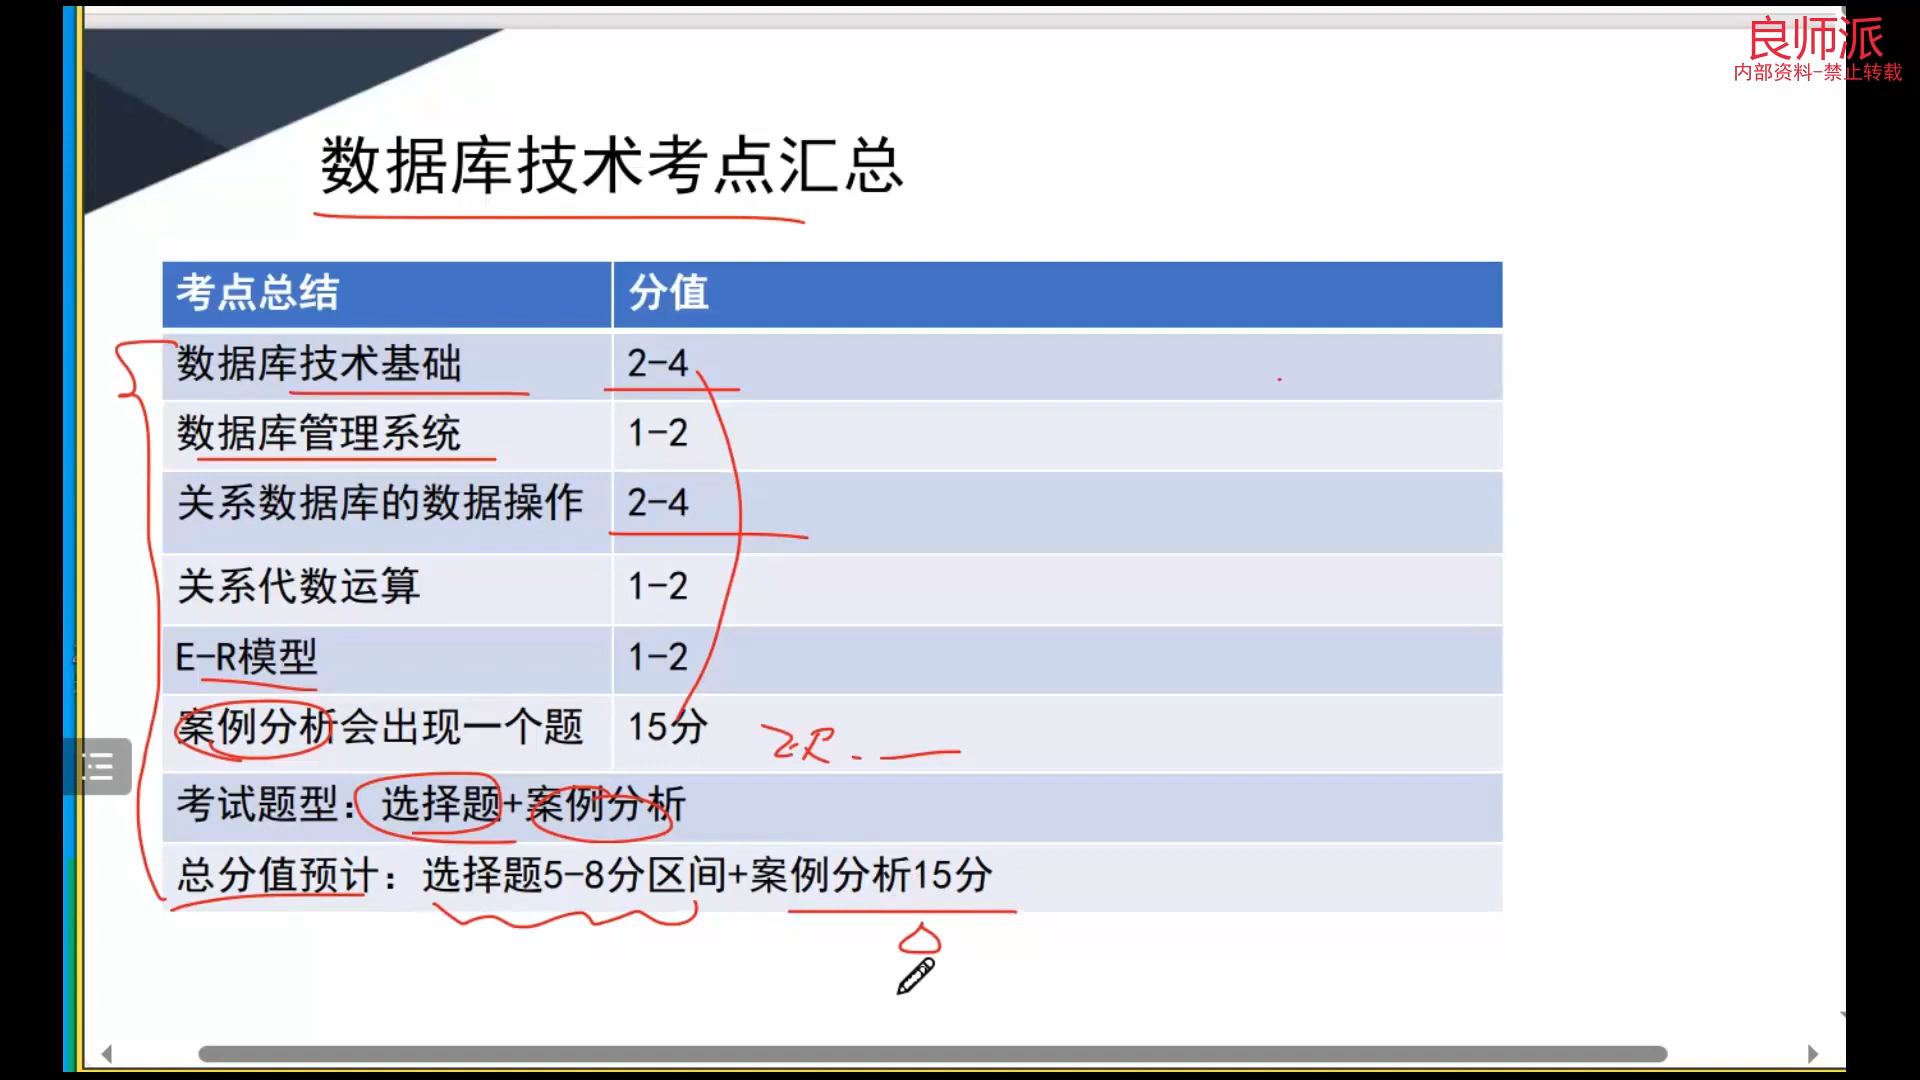 良师派
内部资料-禁止转载
数据库技术考点汇总
考点总结 分值
数据库技术基础 2-4
数据库管理系统 1-2
关系数据库的数据操作 2-4
关系代数运算 1-2
E-R模型 1-2
案例分析会出现一个题 15分
考试题型：选择题+案例分析
总分值预计：选择题5-8分区间+案例分析15分